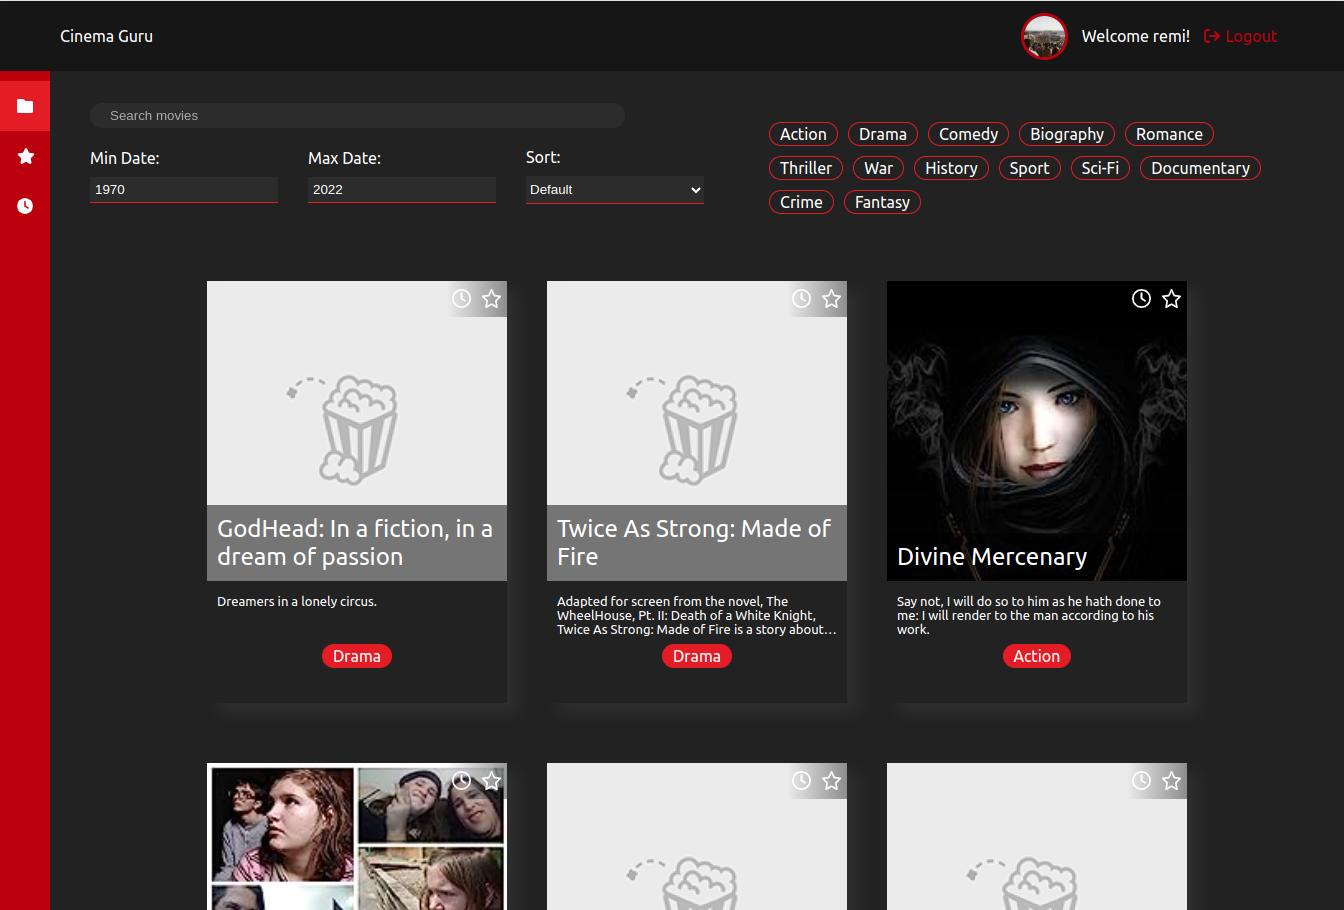 Cinema Guru
Welcome remi!
Logout
Search movies
Min Date:
Max Date:
Sort:
1970
2022
Default
Action
Drama
Comedy
Biography
Romance
Thriller
War
History
Sport
Sci-Fi
Documentary
Crime
Fantasy
GodHead: In a fiction, in a
dream of passion
Dreamers in a lonely circus.
Drama
Twice As Strong: Made of
Fire
Adapted for screen from the novel, The
WheelHouse, Pt. II: Death of a White Knight,
Twice As Strong: Made of Fire is a story about…
Drama
Divine Mercenary
Say not, I will do so to him as he hath done to
me: I will render to the man according to his
work.
Action